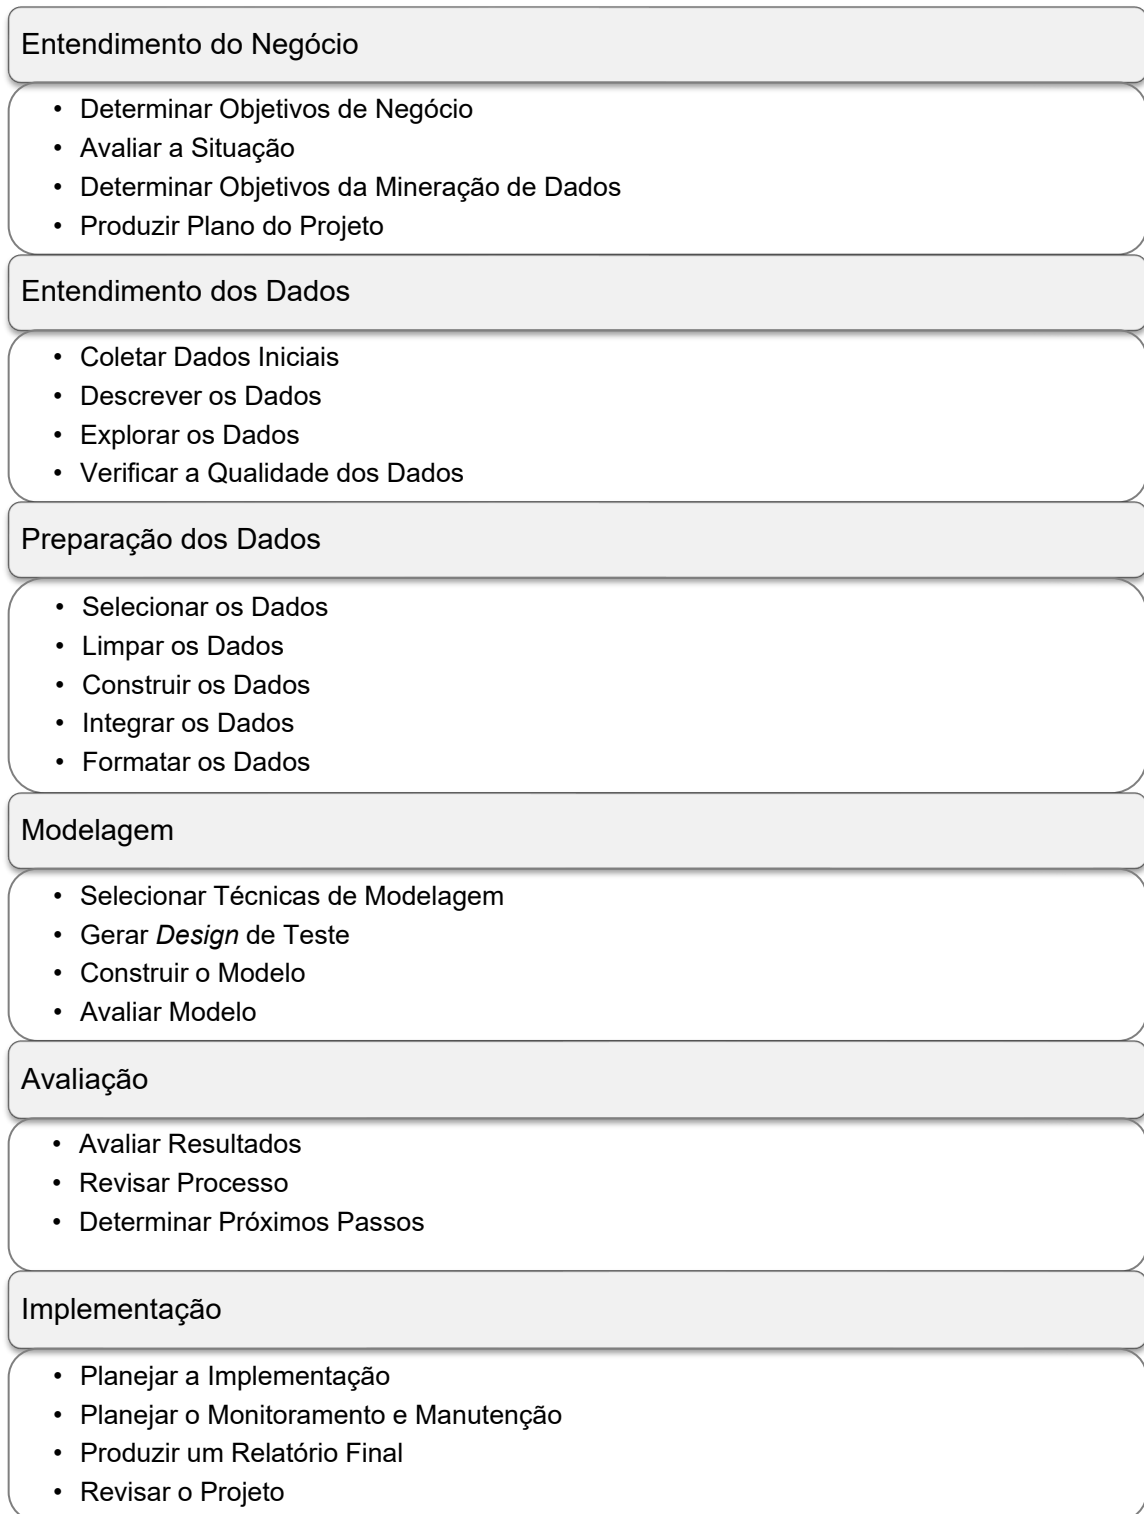 Entendimento do Negócio
• Determinar Objetivos de Negócio
• Avaliar a Situação
• Determinar Objetivos da Mineração de Dados
• Produzir Plano do Projeto
Entendimento dos Dados
• Coletar Dados Iniciais
• Descrever os Dados
• Explorar os Dados
• Verificar a Qualidade dos Dados
Preparação dos Dados
• Selecionar os Dados
• Limpar os Dados
• Construir os Dados
• Integrar os Dados
• Formatar os Dados
Modelagem
• Selecionar Técnicas de Modelagem
• Gerar Design de Teste
• Construir o Modelo
• Avaliar Modelo
Avaliação
• Avaliar Resultados
• Revisar Processo
• Determinar Próximos Passos
Implementação
• Planejar a Implementação
• Planejar o Monitoramento e Manutenção
• Produzir um Relatório Final
• Revisar o Projeto